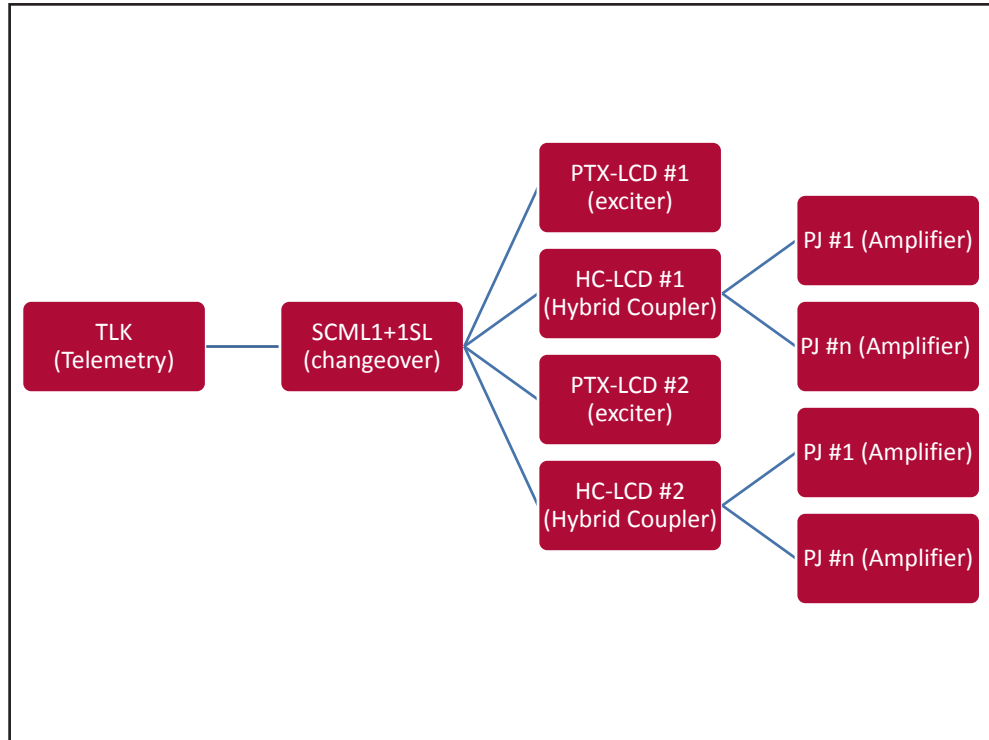 TLK
(Telemetry)
SCML1+1SL
(changeover)
PTX-LCD #1
(exciter)
HC-LCD #1
(Hybrid Coupler)
PTX-LCD #2
(exciter)
HC-LCD #2
(Hybrid Coupler)
PJ #1 (Amplifier)
PJ #n (Amplifier)
PJ #1 (Amplifier)
PJ #n (Amplifier)